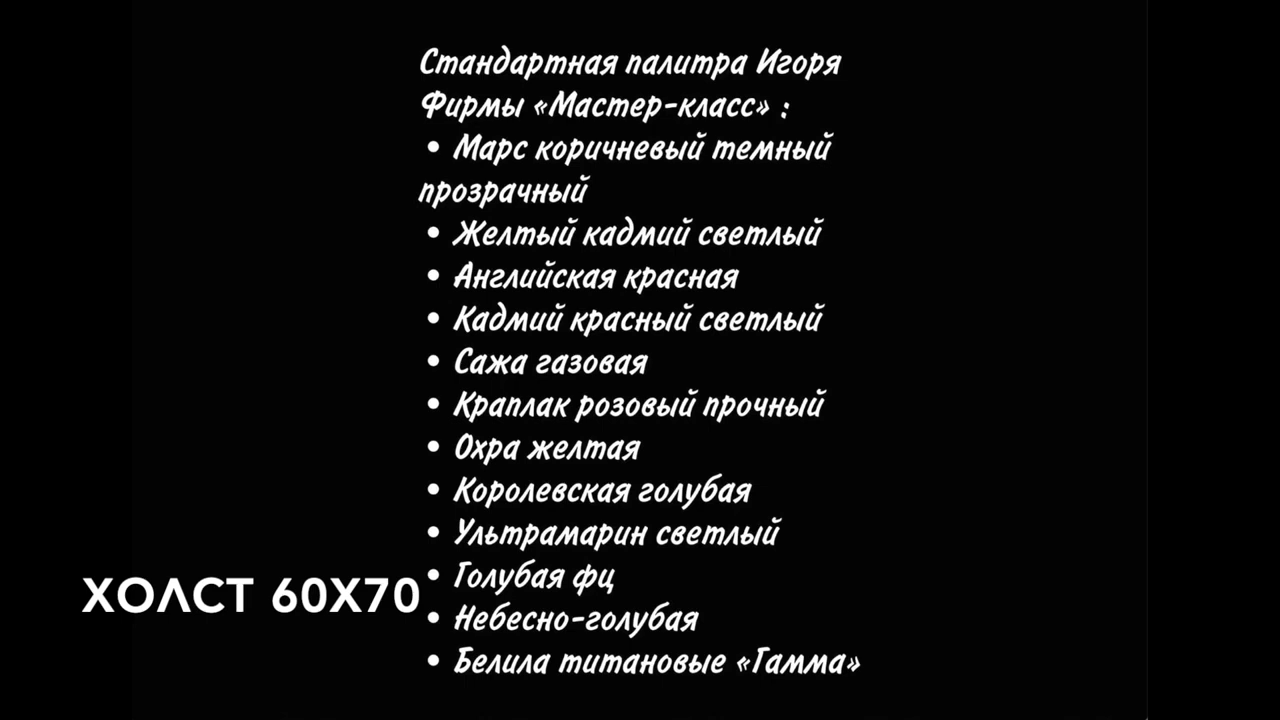 Стандартная палитра Игоря
Фирмы «Мастер-класс» :
• Марс коричневый темный
прозрачный
• Желтый кадмий светлый
• Английская красная
• Кадмий красный светлый
• Сажа газовая
• Краплак розовый прочный
• Охра желтая
• Королевская голубая
• Ультрамарин светлый
• Голубая фц
• Небесно-голубая
• Белила титановые «Гамма»
ХОЛСТ 60X70